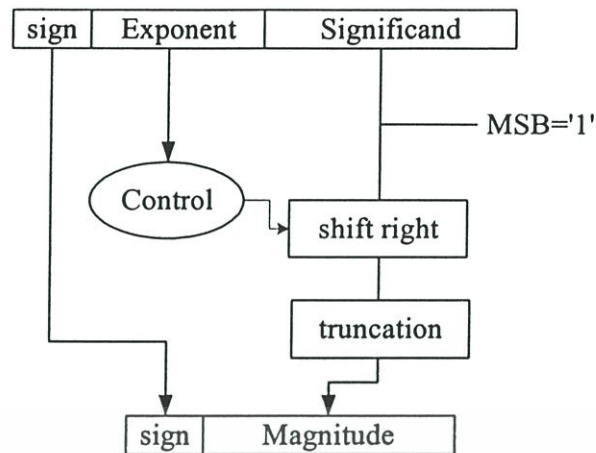 sign Exponent Significand
MSB='1'
Control
shift right
truncation
sign Magnitude